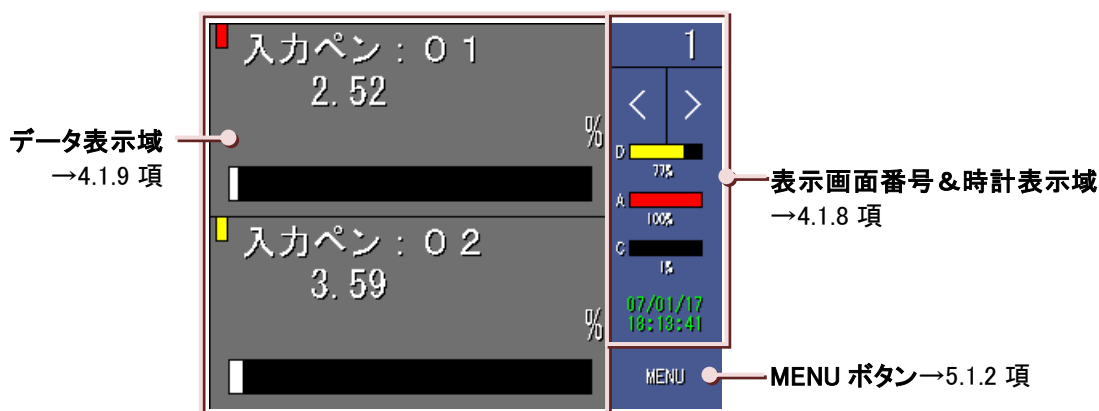 データ表示域
→4.1.9 項
入力ペン：０１
2.52
%
入力ペン：０２
3.59
%
1
< >
D
77%
A
100%
C
1%
07/01/17
18:13:41
MENU
表示画面番号＆時計表示域
→4.1.8 項
MENU ボタン→5.1.2 項